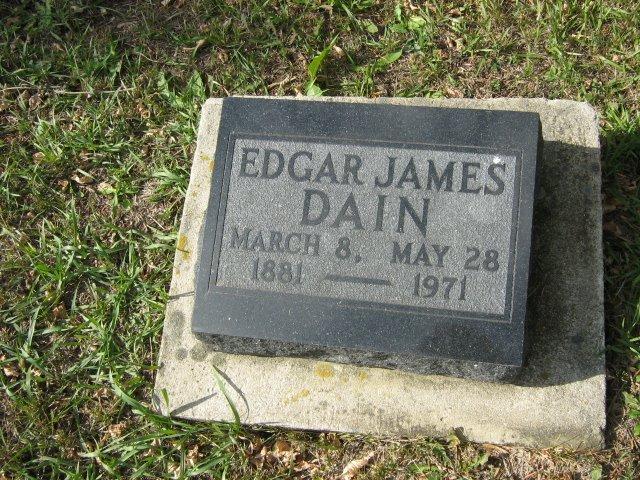 EDGAR JAMES
DAIN
MARCH 8, MAY 28
1881 — 1971